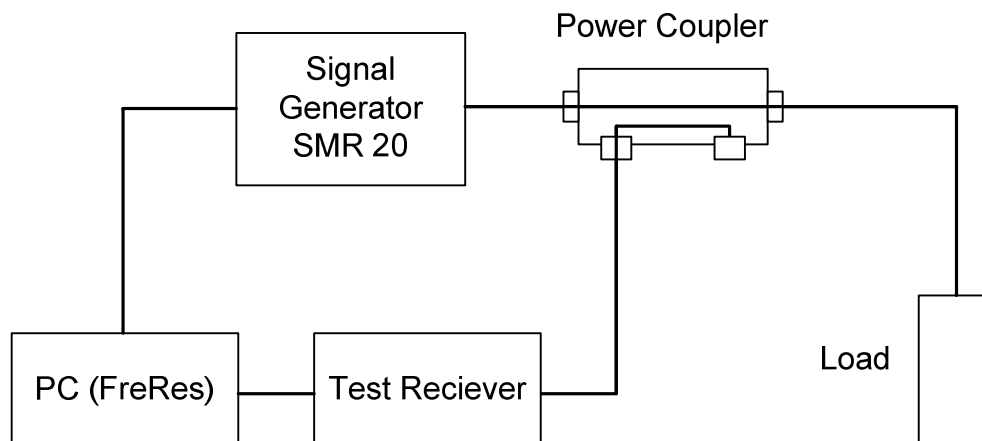 Power Coupler
Signal
Generator
SMR 20
Load
PC (FreRes)
Test Reciever